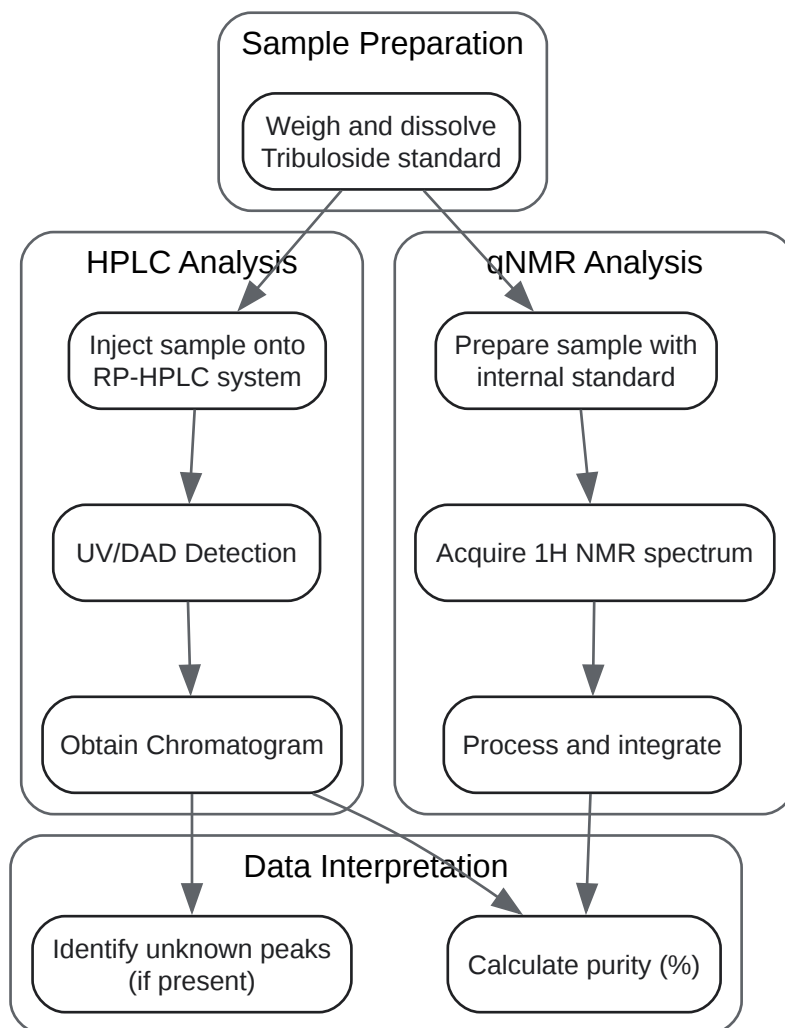 Sample Preparation
Weigh and dissolve
Tribuloside standard
HPLC Analysis
Inject sample onto
RP-HPLC system
UV/DAD Detection
Obtain Chromatogram
qNMR Analysis
Prepare sample with
internal standard
Acquire 1H NMR spectrum
Process and integrate
Data Interpretation
Identify unknown peaks
(if present)
Calculate purity (%)